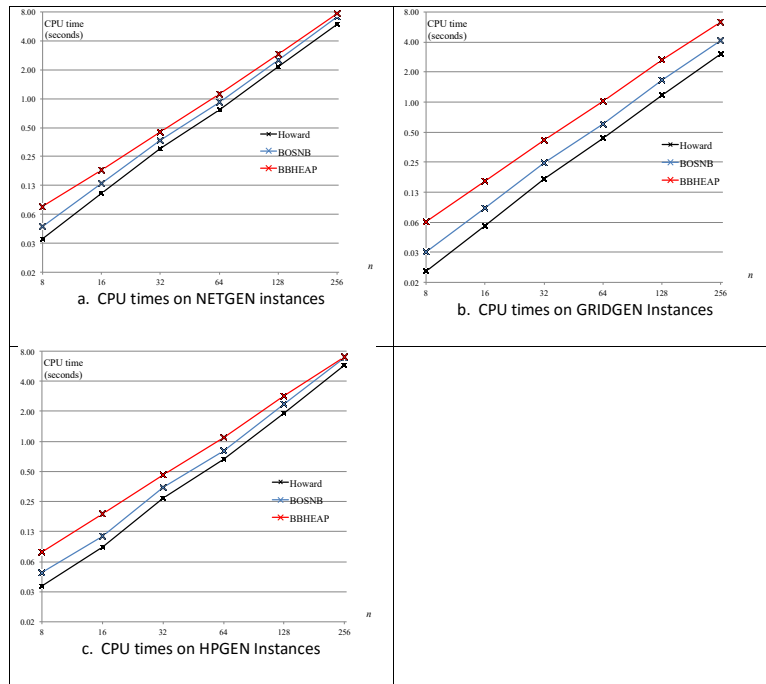 8.00
CPU time
(seconds)
4.00
2.00
1.00
0.50
0.25
0.13
0.06
0.03
0.02
Howard
BOSNB
BBHEAP
n
8 16 32 64 128 256
a. CPU times on NETGEN instances
8.00
CPU time
(seconds)
4.00
2.00
1.00
0.50
0.25
0.13
0.06
0.03
0.02
Howard
BOSNB
BBHEAP
n
8 16 32 64 128 256
b. CPU times on GRIDGEN Instances
8.00
CPU time
(seconds)
4.00
2.00
1.00
0.50
0.25
0.13
0.06
0.03
0.02
Howard
BOSNB
BBHEAP
n
8 16 32 64 128 256
c. CPU times on HPGEN Instances